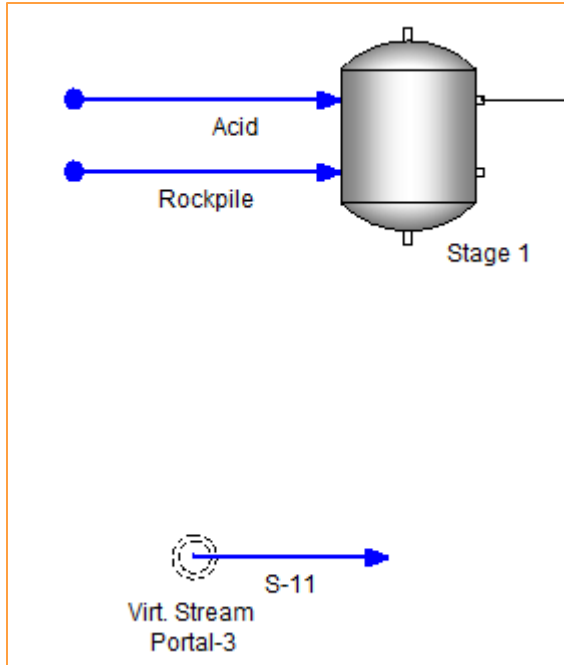 Acid
Rockpile
Stage 1
S-11
Virt. Stream
Portal-3